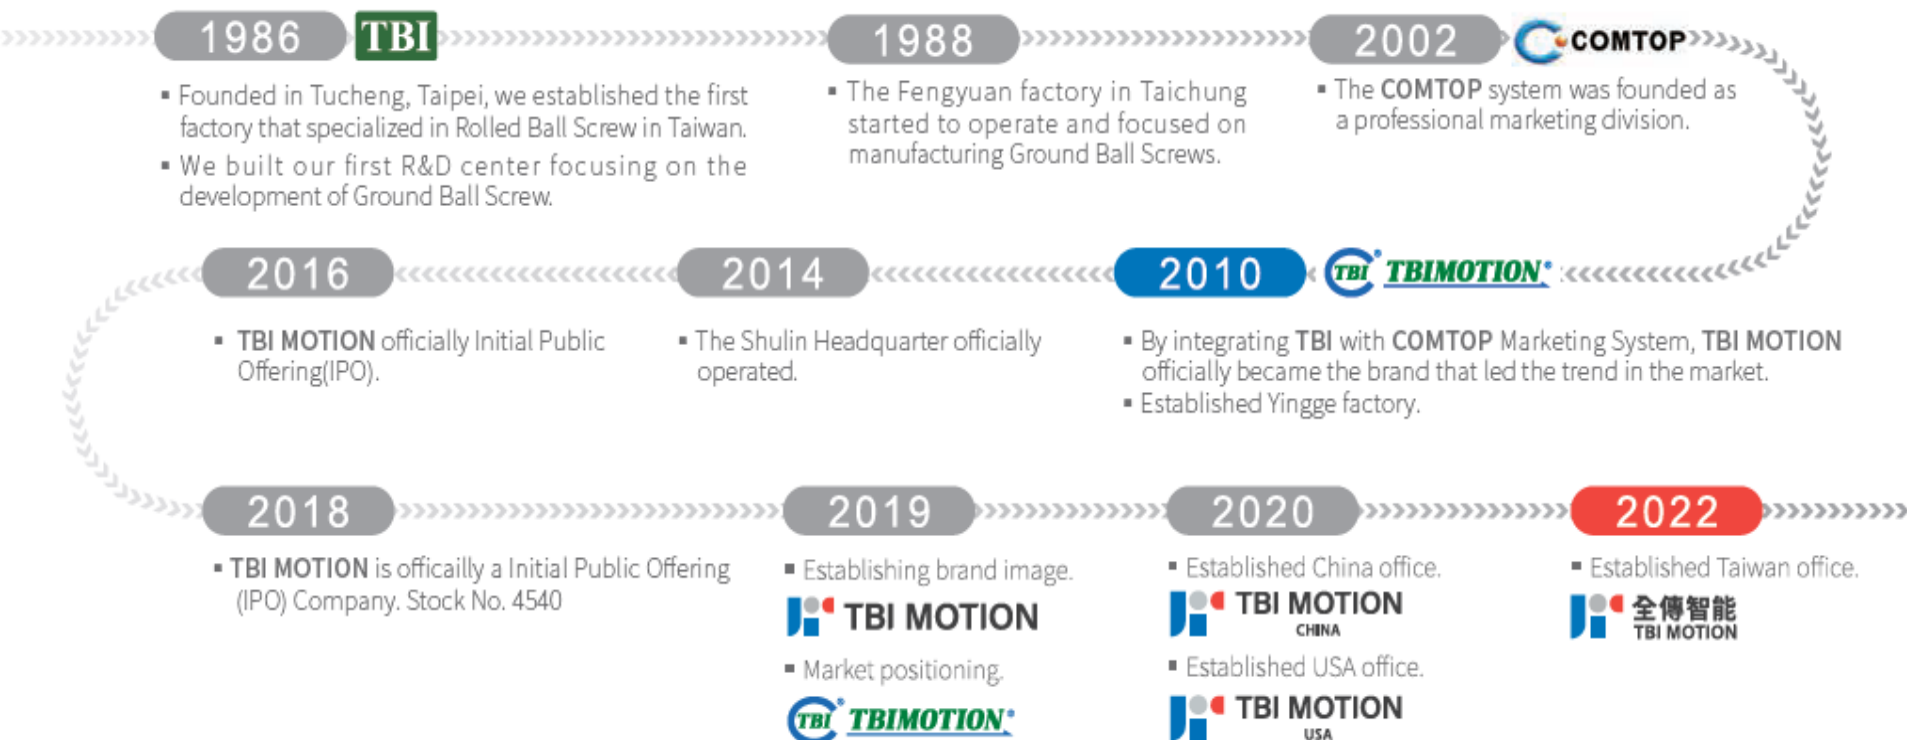 1986
TBI
▪ Founded in Tucheng, Taipei, we established the first
factory that specialized in Rolled Ball Screw in Taiwan.
▪ We built our first R&D center focusing on the
development of Ground Ball Screw.
1988
▪ The Fengyuan factory in Taichung
started to operate and focused on
manufacturing Ground Ball Screws.
2002
COMTOP
▪ The COMTOP system was founded as
a professional marketing division.
2010
TBI TBIMOTION®
▪ By integrating TBI with COMTOP Marketing System, TBI MOTION
officially became the brand that led the trend in the market.
▪ Established Yingge factory.
2014
▪ The Shulin Headquarter officially
operated.
2016
▪ TBI MOTION officially Initial Public
Offering(IPO).
2018
▪ TBI MOTION is officailly a Initial Public Offering
(IPO) Company. Stock No. 4540
2019
▪ Establishing brand image.
TBI MOTION
▪ Market positioning.
TBI TBIMOTION®
2020
▪ Established China office.
TBI MOTION
CHINA
▪ Established USA office.
TBI MOTION
USA
2022
▪ Established Taiwan office.
全傳智能
TBI MOTION